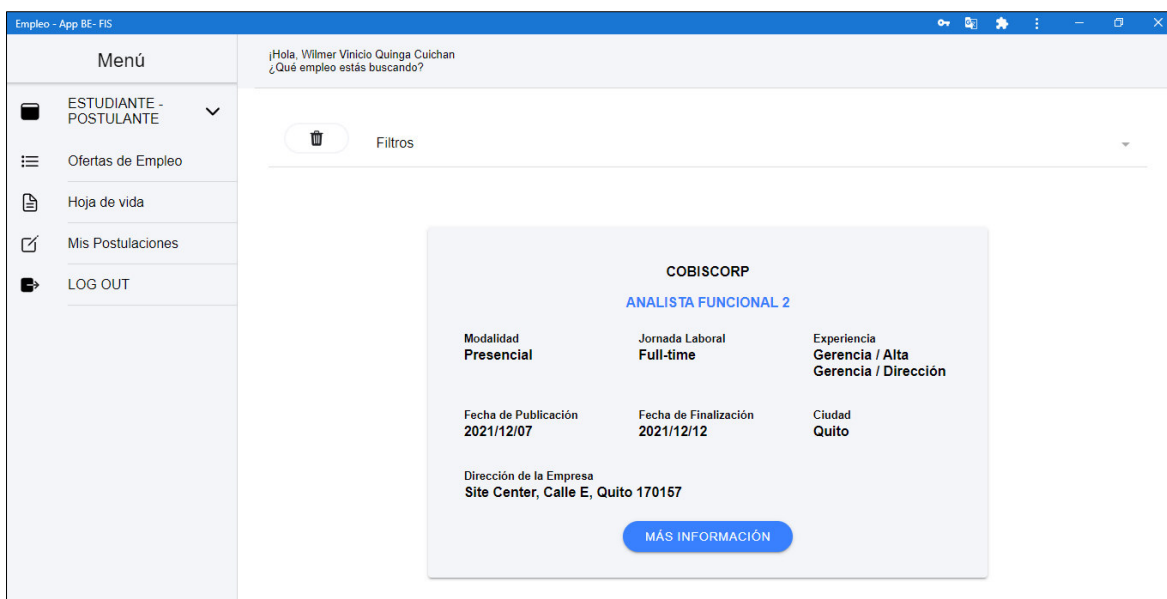 Empleo - App BE- FIS
Menú
ESTUDIANTE -
POSTULANTE
Ofertas de Empleo
Hoja de vida
Mis Postulaciones
LOG OUT
¡Hola, Wilmer Vinicio Quinga Cuichan
¿Qué empleo estás buscando?
Filtros
COBISCORP
ANALISTA FUNCIONAL 2
Modalidad
Presencial
Jornada Laboral
Full-time
Experiencia
Gerencia / Alta
Gerencia / Dirección
Fecha de Publicación
2021/12/07
Fecha de Finalización
2021/12/12
Ciudad
Quito
Dirección de la Empresa
Site Center, Calle E, Quito 170157
MÁS INFORMACIÓN